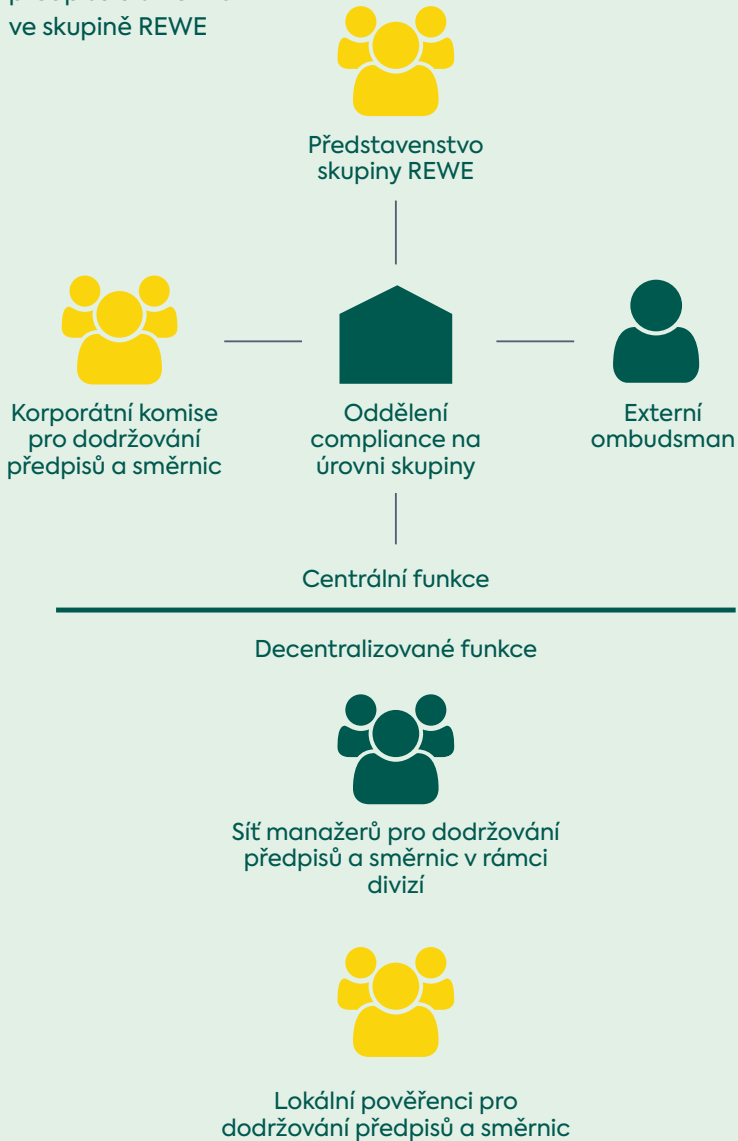 ve skupině REWE
Představenstvo
skupiny REWE
Korporátní komise
pro dodržování
předpisů a směrnic
Oddělení
compliance na
úrovni skupiny
Externí
ombudsman
Centrální funkce
Decentralizované funkce
Síť manažerů pro dodržování
předpisů a směrnic v rámci
divizí
Lokální pověřenci pro
dodržování předpisů a směrnic